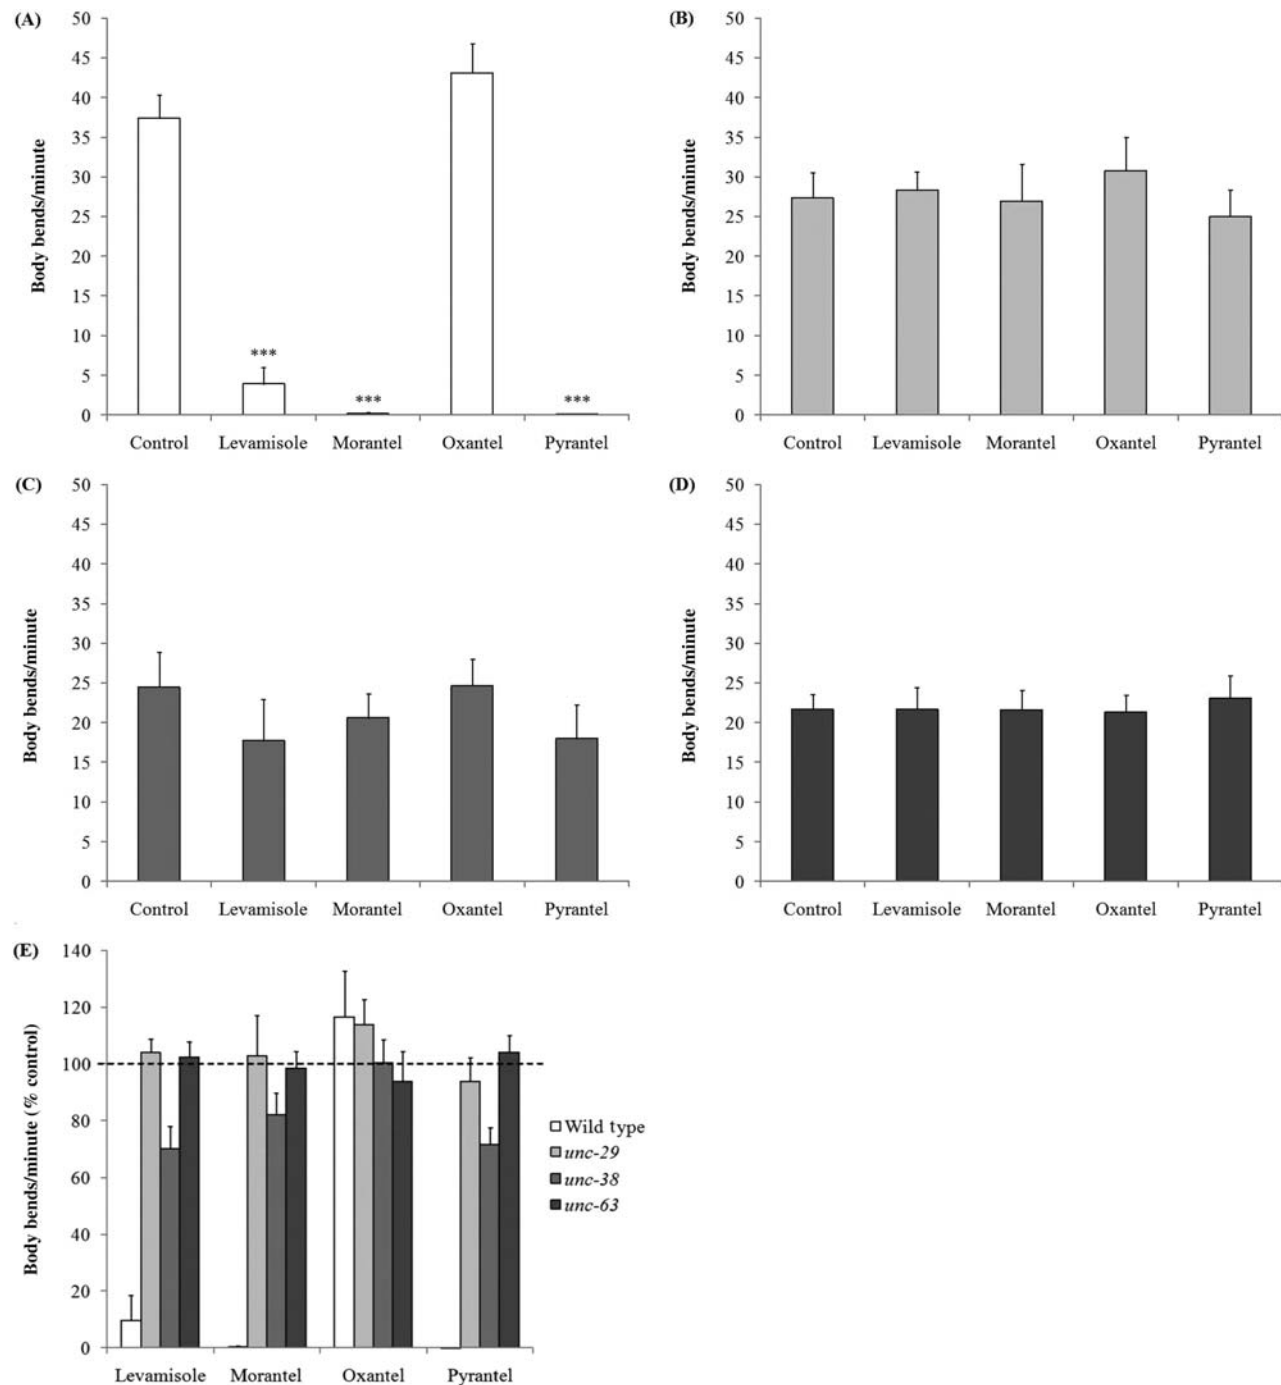 (A)
50
45
40
35
30
25
20
15
10
5
0
Body bends/minute
***
***
***
Control Levamisole Morantel Oxantel Pyrantel
(B)
50
45
40
35
30
25
20
15
10
5
0
Body bends/minute
Control Levamisole Morantel Oxantel Pyrantel
(C)
50
45
40
35
30
25
20
15
10
5
0
Body bends/minute
Control Levamisole Morantel Oxantel Pyrantel
(D)
50
45
40
35
30
25
20
15
10
5
0
Body bends/minute
Control Levamisole Morantel Oxantel Pyrantel
(E)
140
120
100
80
60
40
20
0
Body bends/minute (% control)
Levamisole Morantel Oxantel Pyrantel
Wild type
unc-29
unc-38
unc-63